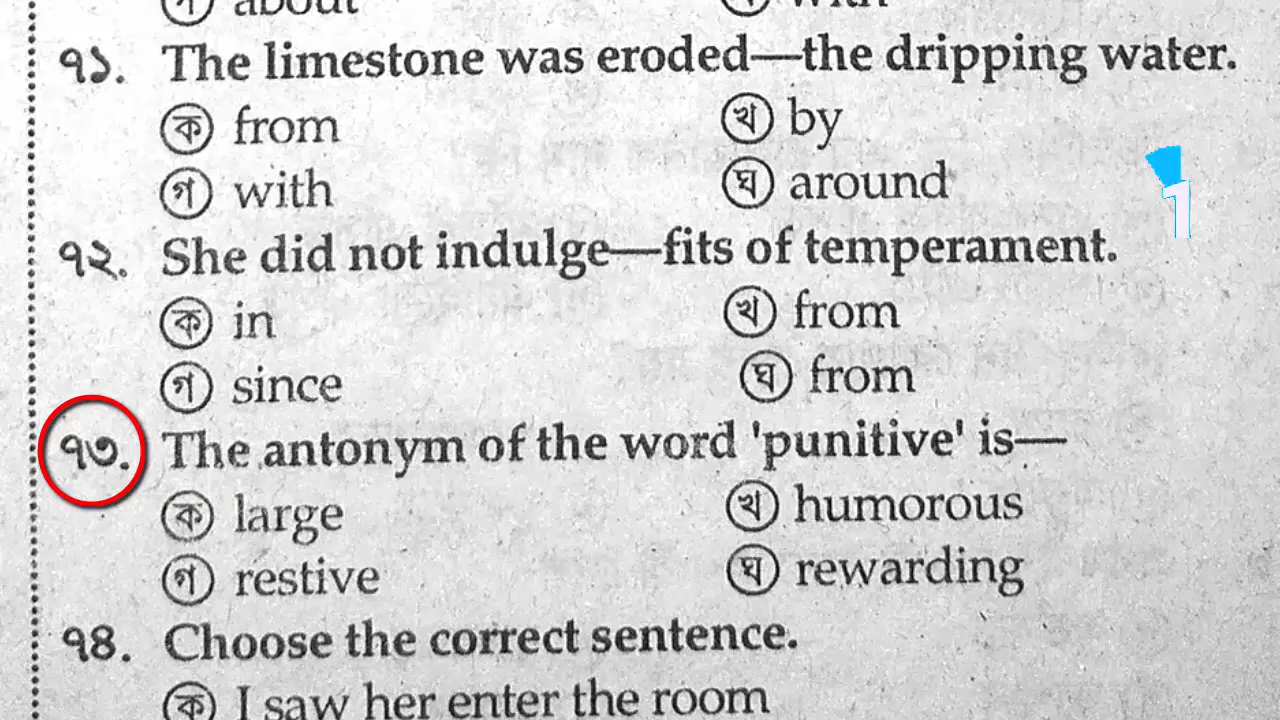 about with
৭১. The limestone was eroded—the dripping water.
ক from খ by
গ with ঘ around
৭২. She did not indulge—fits of temperament.
ক in খ from
গ since ঘ from
৭৩. The antonym of the word 'punitive' is—
ক large খ humorous
গ restive ঘ rewarding
৭৪. Choose the correct sentence.
ক I saw her enter the room